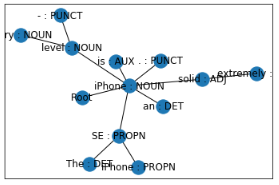 - : PUNCT
ry : NOUN
level : NOUN
is : AUX
. : PUNCT
extremely :
solid : ADJ
iPhone : NOUN
Root
an : DET
SE : PROPN
The : DET
iPhone : PROPN